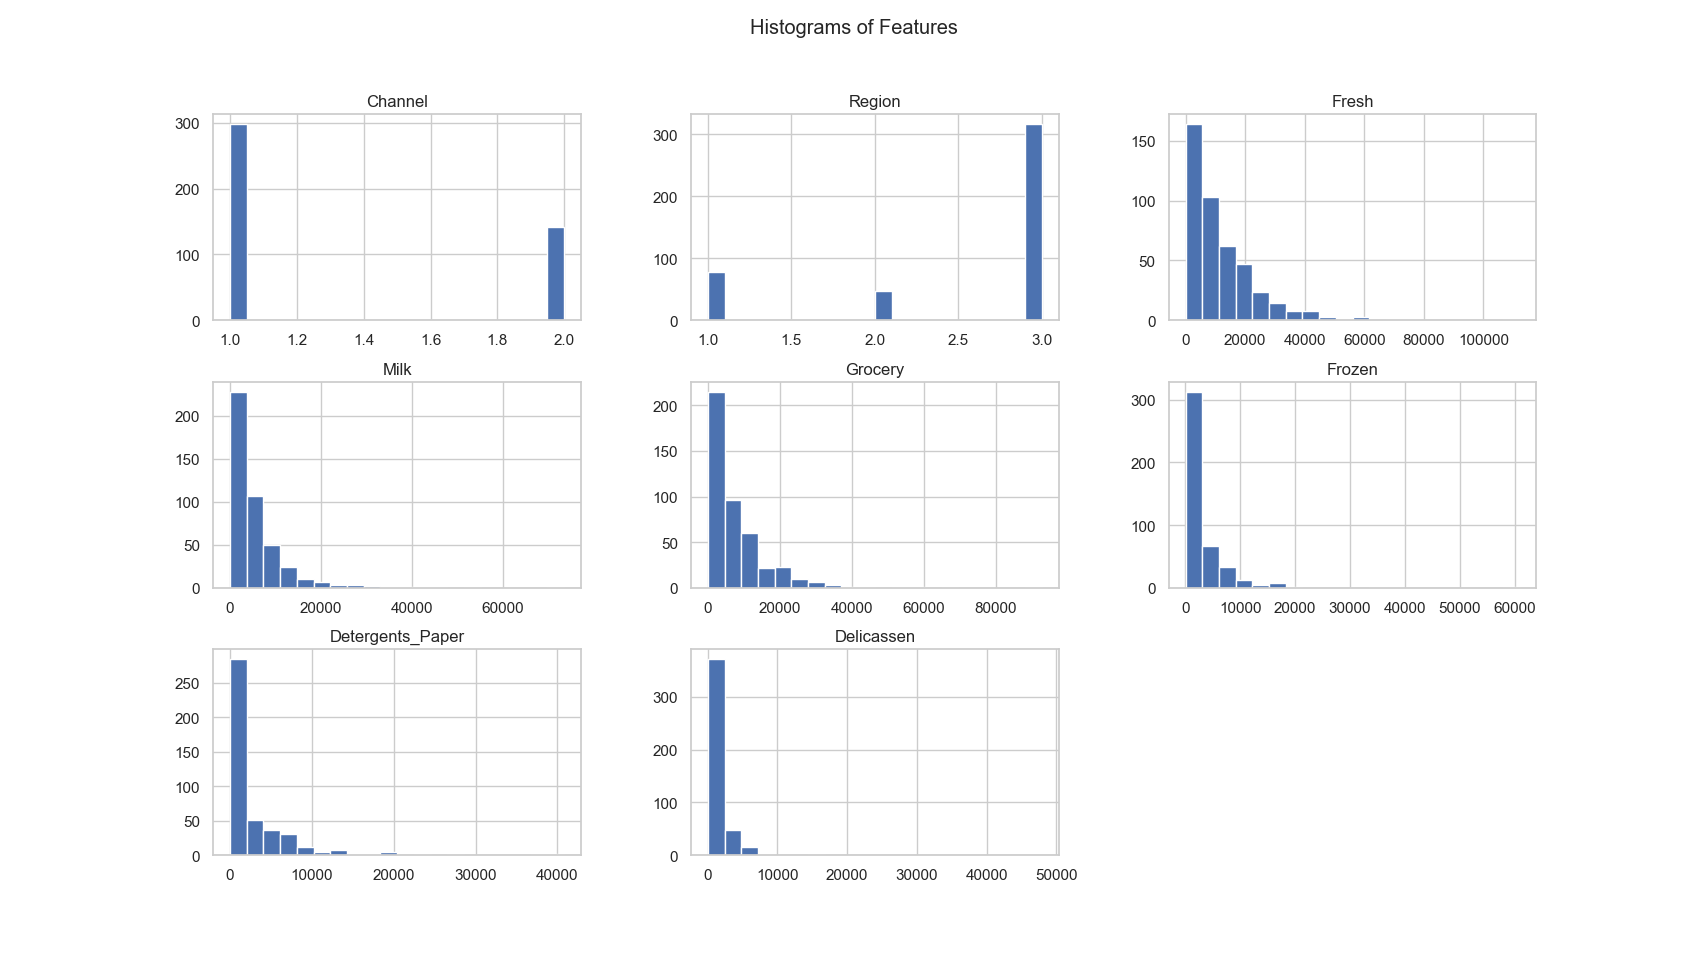 Histograms of Features
Channel
300
200
100
0
1.0 1.2 1.4 1.6 1.8 2.0
Region
300
200
100
0
1.0 1.5 2.0 2.5 3.0
Fresh
150
100
50
0
0 20000 40000 60000 80000 100000
Milk
200
150
100
50
0
0 20000 40000 60000
Grocery
200
150
100
50
0
0 20000 40000 60000 80000
Frozen
300
200
100
0
0 10000 20000 30000 40000 50000 60000
Detergents_Paper
250
200
150
100
50
0
0 10000 20000 30000 40000
Delicassen
300
200
100
0
0 10000 20000 30000 40000 50000